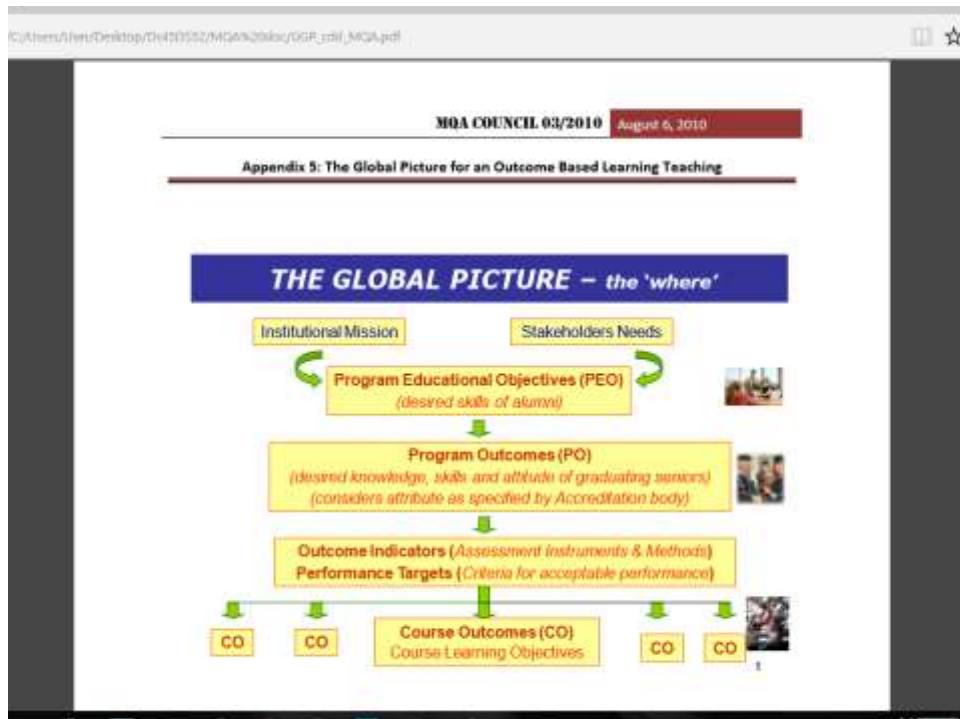 MQA COUNCIL 03/2010 August 6, 2010
Appendix 5: The Global Picture for an Outcome Based Learning Teaching
THE GLOBAL PICTURE – the 'where'
Institutional Mission Stakeholders Needs
Program Educational Objectives (PEO)
(desired skills of alumni)
Program Outcomes (PO)
(desired knowledge, skills and attitude of graduating seniors)
(considers attribute as specified by Accreditation body)
Outcome Indicators (Assessment Instruments & Methods)
Performance Targets (Criteria for acceptable performance)
CO CO Course Outcomes (CO) CO CO
Course Learning Objectives
1